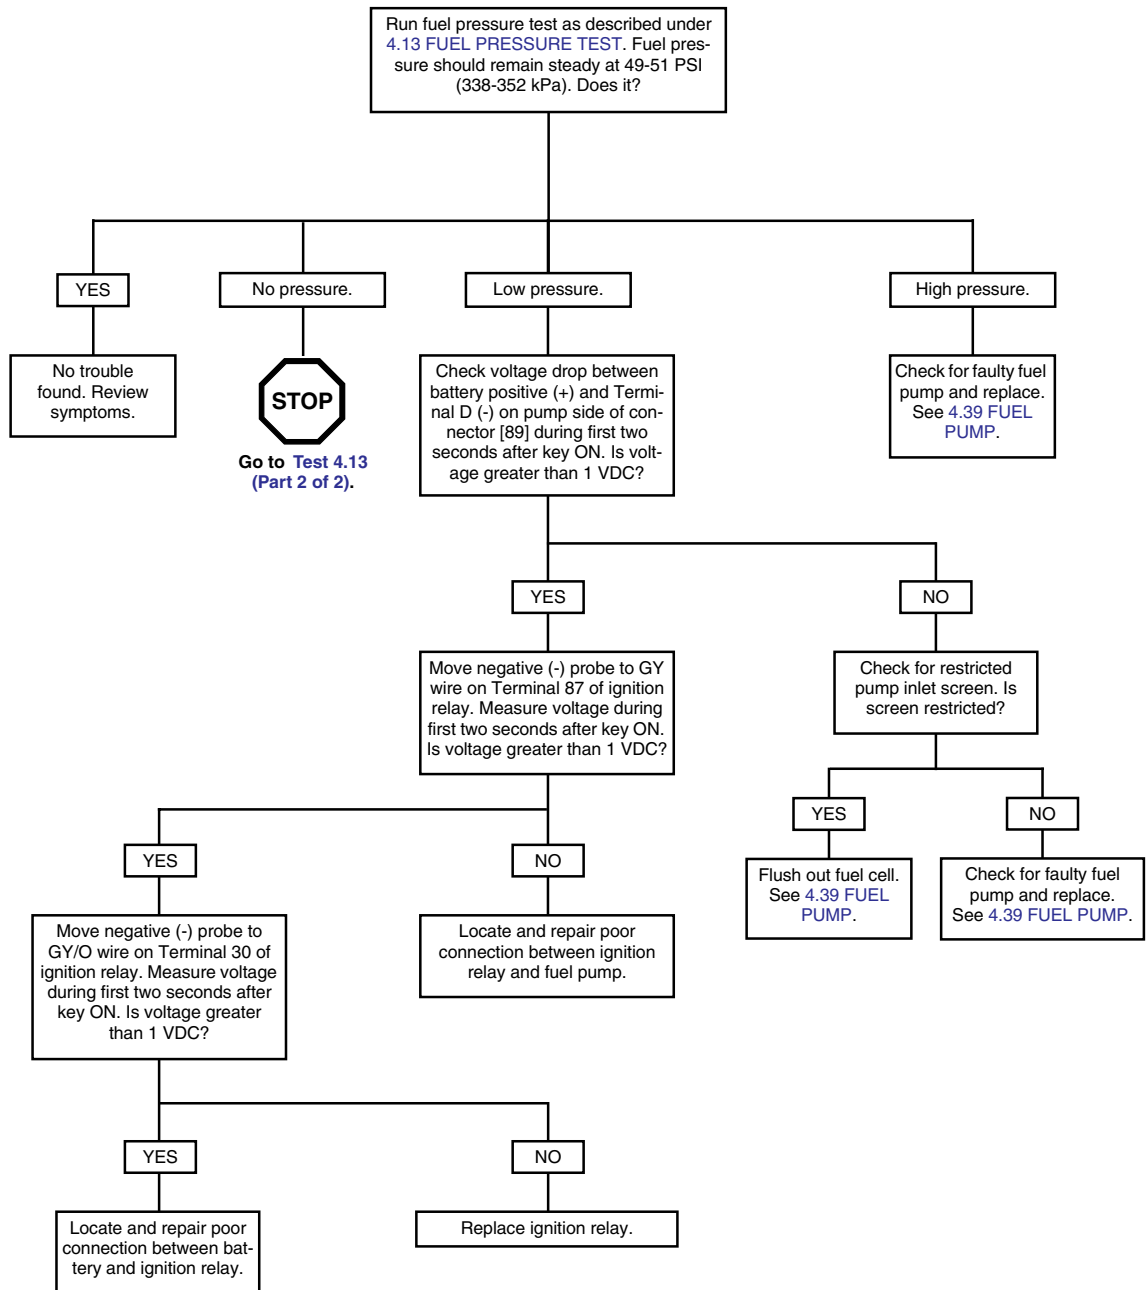 Run fuel pressure test as described under
4.13 FUEL PRESSURE TEST. Fuel pres-
sure should remain steady at 49-51 PSI
(338-352 kPa). Does it?
YES
No pressure.
Low pressure.
High pressure.
No trouble
found. Review
symptoms.
STOP
Go to Test 4.13
(Part 2 of 2).
Check voltage drop between
battery positive (+) and Termi-
nal D (-) on pump side of con-
nector [89] during first two
seconds after key ON. Is volt-
age greater than 1 VDC?
Check for faulty fuel
pump and replace.
See 4.39 FUEL
PUMP.
YES
NO
Move negative (-) probe to GY
wire on Terminal 87 of ignition
relay. Measure voltage during
first two seconds after key ON.
Is voltage greater than 1 VDC?
Check for restricted
pump inlet screen. Is
screen restricted?
YES
NO
YES
NO
Flush out fuel cell.
See 4.39 FUEL
PUMP.
Check for faulty fuel
pump and replace.
See 4.39 FUEL PUMP.
Move negative (-) probe to
GY/O wire on Terminal 30 of
ignition relay. Measure voltage
during first two seconds after
key ON. Is voltage greater
than 1 VDC?
Locate and repair poor
connection between ignition
relay and fuel pump.
YES
NO
Locate and repair poor
connection between bat-
tery and ignition relay.
Replace ignition relay.